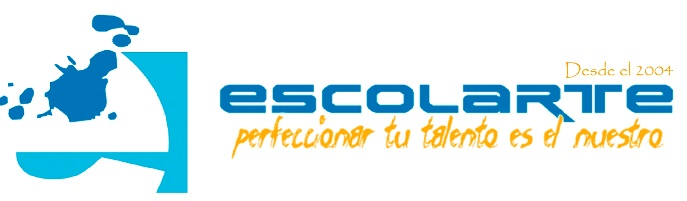 Desde el 2004
ESCOLARTE
perfeccionar tu talento es el nuestro